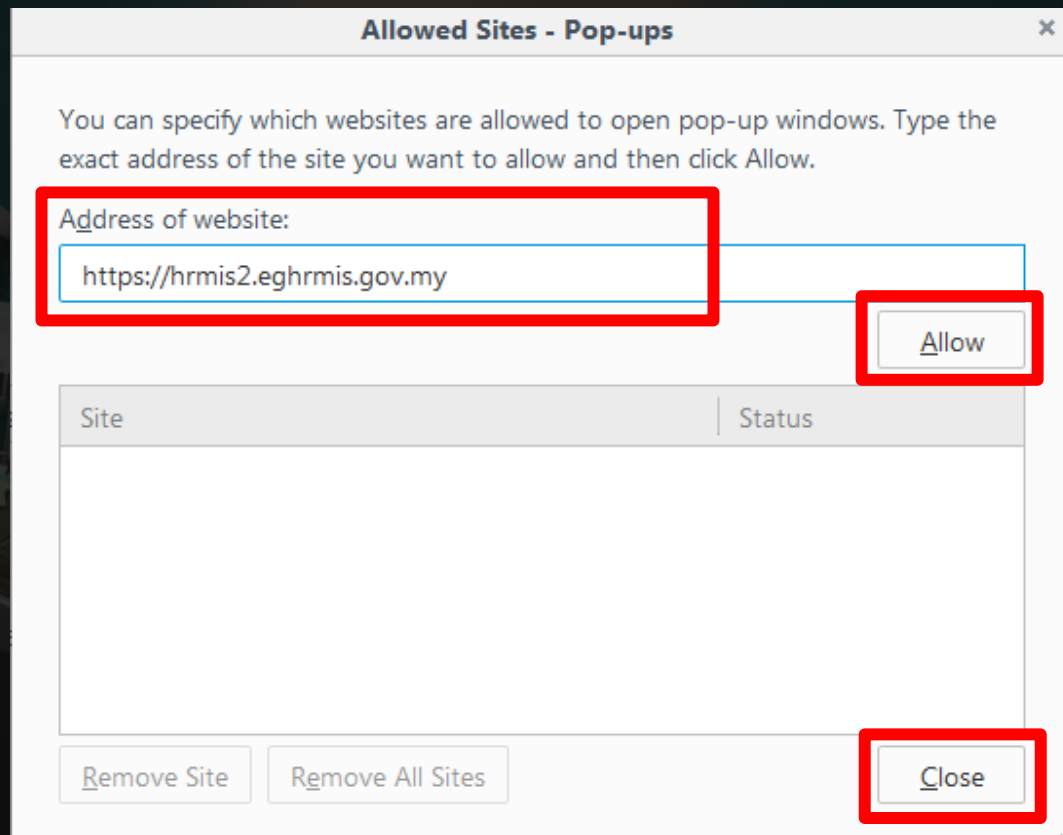 Allowed Sites - Pop-ups
You can specify which websites are allowed to open pop-up windows. Type the
exact address of the site you want to allow and then click Allow.
Address of website:
https://hrmis2.eghrmis.gov.my
Allow
Site Status
Remove Site Remove All Sites Close